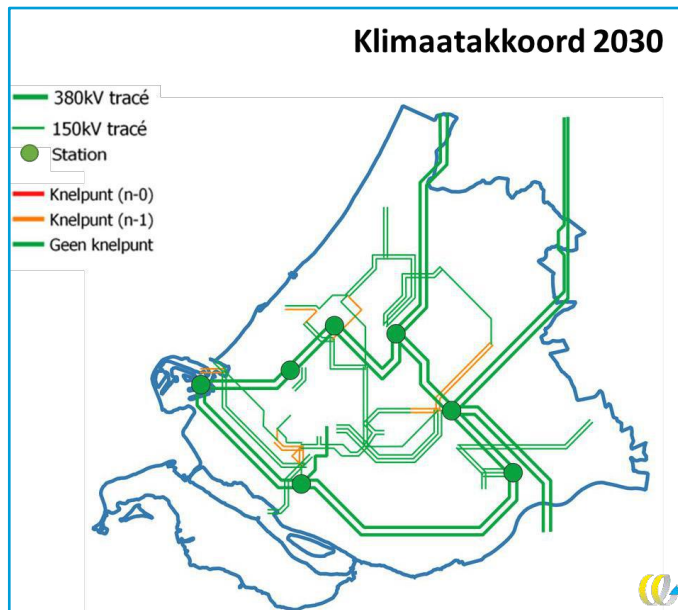 Klimaatakkoord 2030
380kV tracé
150kV tracé
Station
Knelpunt (n-0)
Knelpunt (n-1)
Geen knelpunt